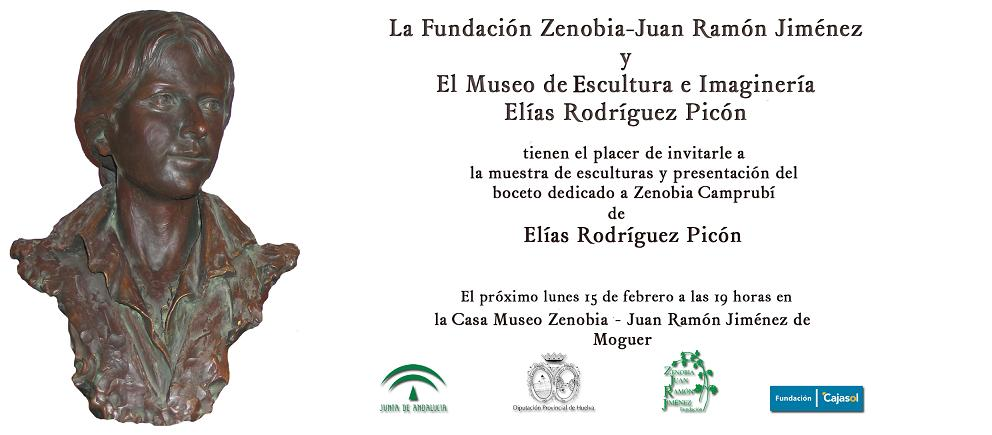 La Fundación Zenobia-Juan Ramón Jiménez
y
El Museo de Escultura e Imaginería
Elías Rodríguez Picón
tienen el placer de invitarle a
la muestra de esculturas y presentación del
boceto dedicado a Zenobia Camprubí
de
Elías Rodríguez Picón
El próximo lunes 15 de febrero a las 19 horas en
la Casa Museo Zenobia - Juan Ramón Jiménez de
Moguer
JUNTA DE ANDALUCIA
Diputación Provincial de Huelva
ZENOBIA
JUAN
RAMÓN
JIMÉNEZ
Fundación
Fundación Cajasol